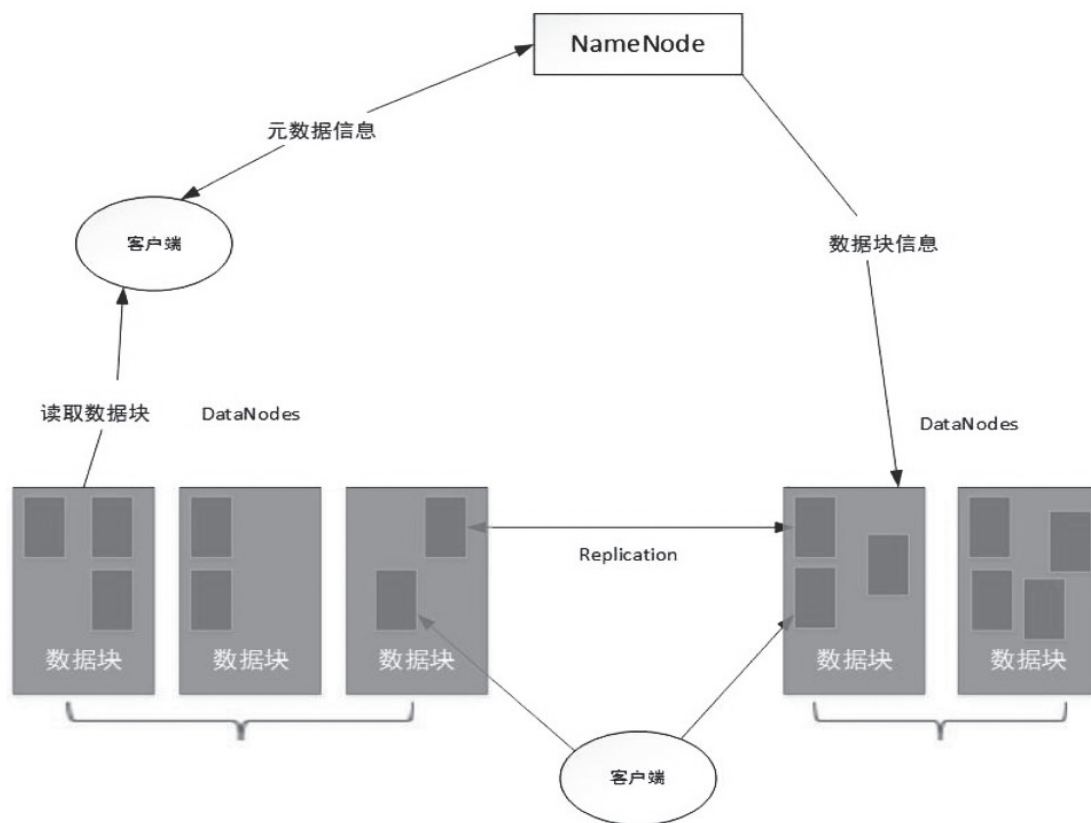 NameNode
元数据信息
客户端
数据块信息
读取数据块
DataNodes
DataNodes
Replication
数据块
数据块
数据块
数据块
数据块
客户端